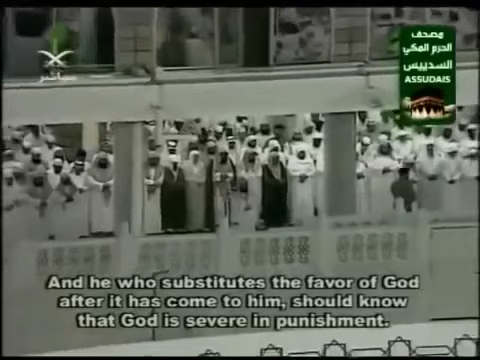 مصحف
الحرم المكي
السديس
ASSUDAIS
مباشر
And he who substitutes the favor of God
after it has come to him, should know
that God is severe in punishment.